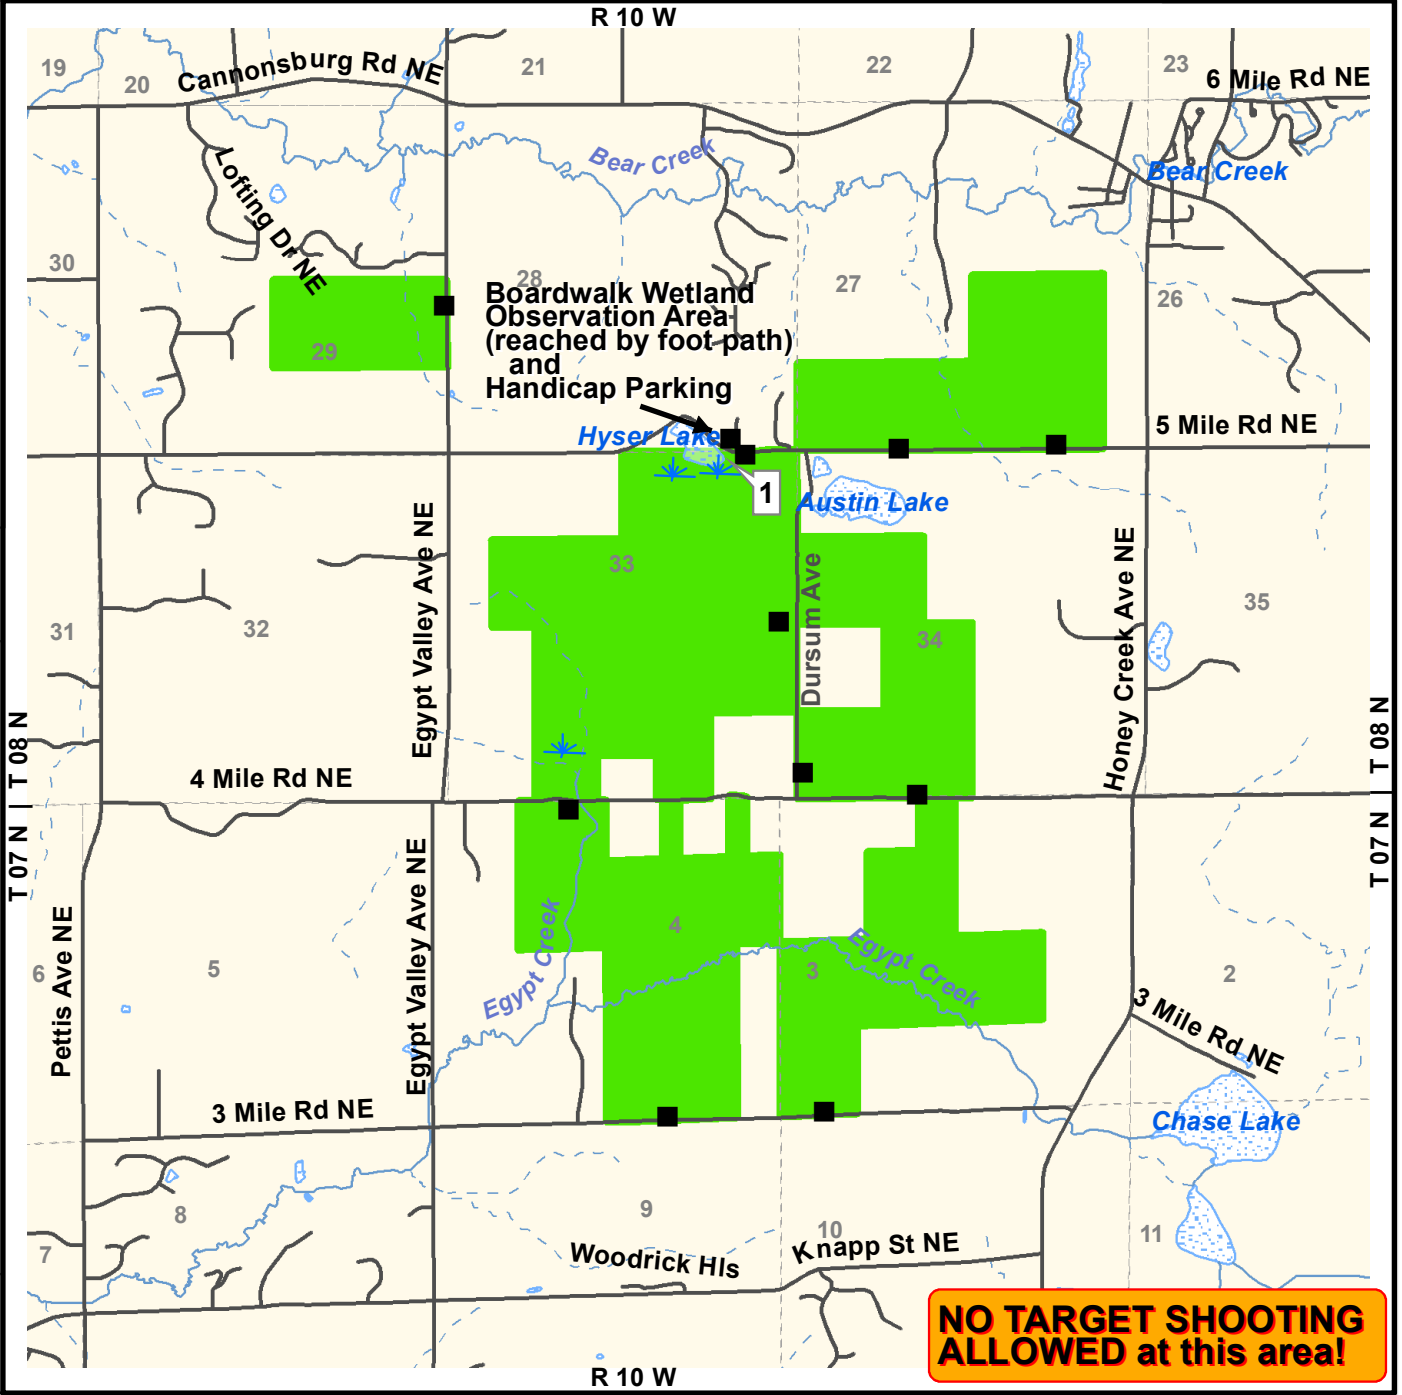 R 10 W
19
20
Cannonsburg Rd NE
21
22
23
6 Mile Rd NE
Bear Creek
Bear Creek
Lofting Dr NE
30
29
28
27
26
Boardwalk Wetland
Observation Area
(reached by foot path)
and
Handicap Parking
Hyser Lake
5 Mile Rd NE
1
Austin Lake
Egypt Valley Ave NE
33
Dursum Ave
34
Honey Creek Ave NE
35
31
32
T 07 N | T 08 N
T 07 N | T 08 N
4 Mile Rd NE
Pettis Ave NE
Egypt Valley Ave NE
6
5
4
3
2
Egypt Creek
Egypt Creek
3 Mile Rd NE
3 Mile Rd NE
Chase Lake
8
9
10
11
7
Woodrick Hls
Knapp St NE
NO TARGET SHOOTING
ALLOWED at this area!
R 10 W